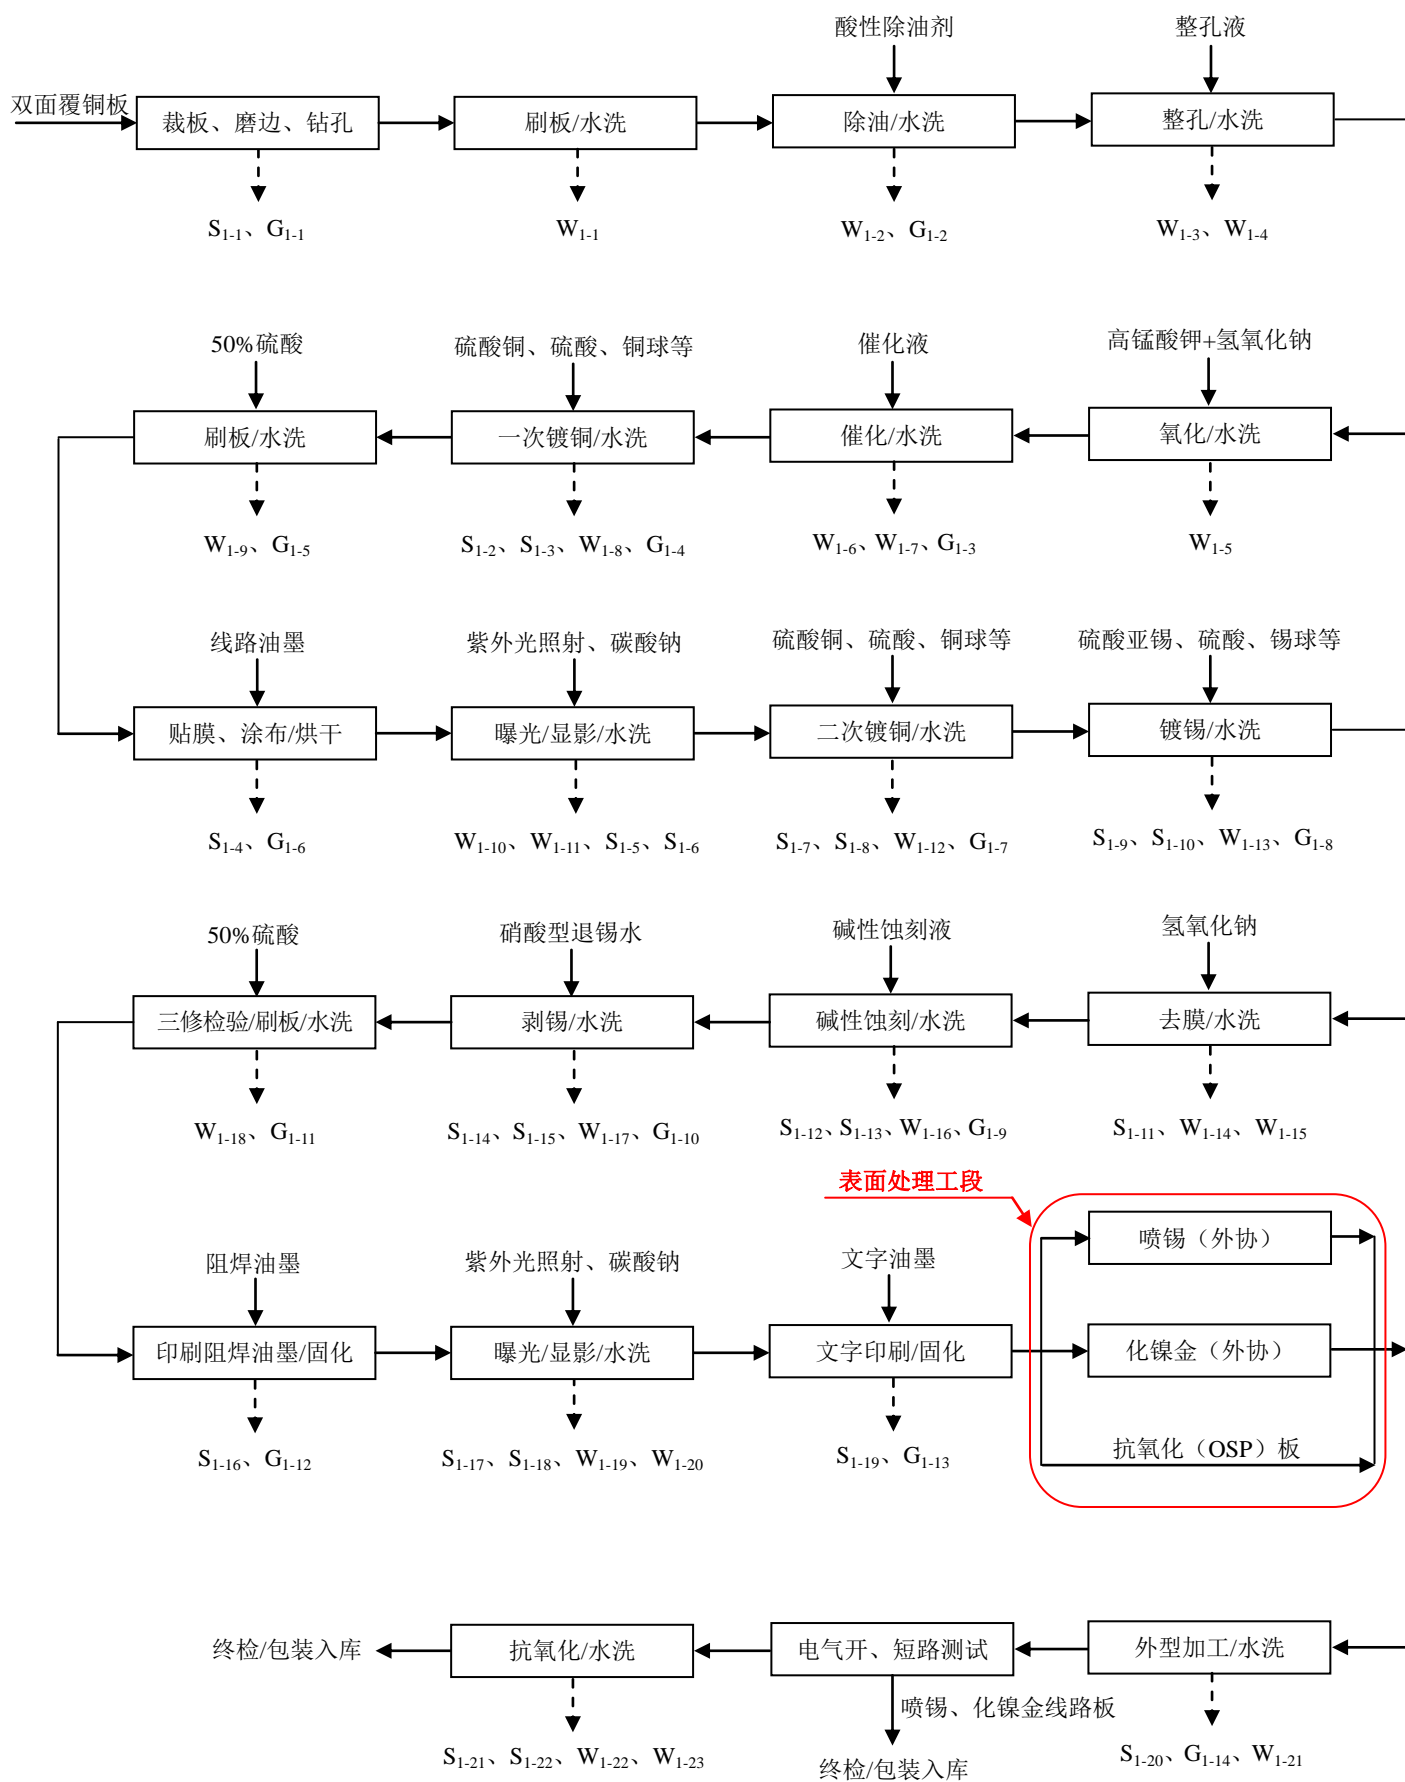 酸性除油剂 整孔液
双面覆铜板
裁板、磨边、钻孔 刷板/水洗 除油/水洗 整孔/水洗
S1-1、G1-1 W1-1 W1-2、G1-2 W1-3、W1-4
50%硫酸 硫酸铜、硫酸、铜球等 催化液 高锰酸钾+氢氧化钠
刷板/水洗 一次镀铜/水洗 催化/水洗 氧化/水洗
W1-9、G1-5 S1-2、S1-3、W1-8、G1-4 W1-6、W1-7、G1-3 W1-5
线路油墨 紫外光照射、碳酸钠 硫酸铜、硫酸、铜球等 硫酸亚锡、硫酸、锡球等
贴膜、涂布/烘干 曝光/显影/水洗 二次镀铜/水洗 镀锡/水洗
S1-4、G1-6 W1-10、W1-11、S1-5、S1-6 S1-7、S1-8、W1-12、G1-7 S1-9、S1-10、W1-13、G1-8
50%硫酸 硝酸型退锡水 碱性蚀刻液 氢氧化钠
三修检验/刷板/水洗 剥锡/水洗 碱性蚀刻/水洗 去膜/水洗
W1-18、G1-11 S1-14、S1-15、W1-17、G1-10 S1-12、S1-13、W1-16、G1-9 S1-11、W1-14、W1-15
表面处理工段
喷锡（外协）
阻焊油墨 紫外光照射、碳酸钠 文字油墨
印刷阻焊油墨/固化 曝光/显影/水洗 文字印刷/固化 化镍金（外协）
S1-16、G1-12 S1-17、S1-18、W1-19、W1-20 S1-19、G1-13 抗氧化（OSP）板
终检/包装入库 抗氧化/水洗 电气开、短路测试 外型加工/水洗
喷锡、化镍金线路板
S1-21、S1-22、W1-22、W1-23 终检/包装入库 S1-20、G1-14、W1-21